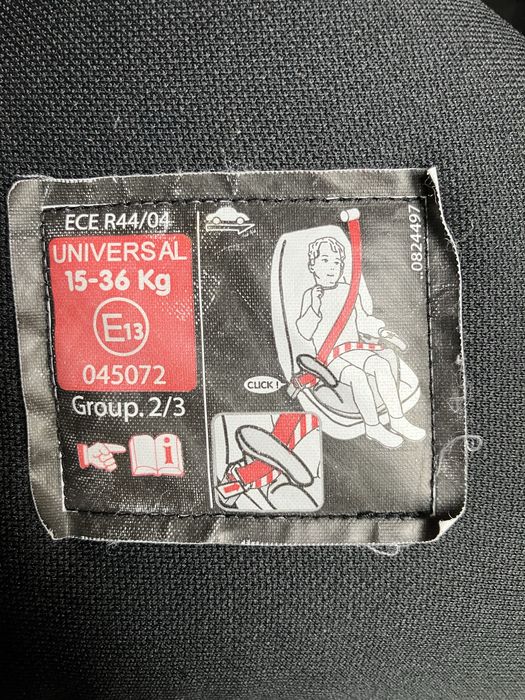 ECE R44/04
UNIVERSAL
15-36 Kg
E13
045072
Group. 2/3
i
CLICK !
0824497